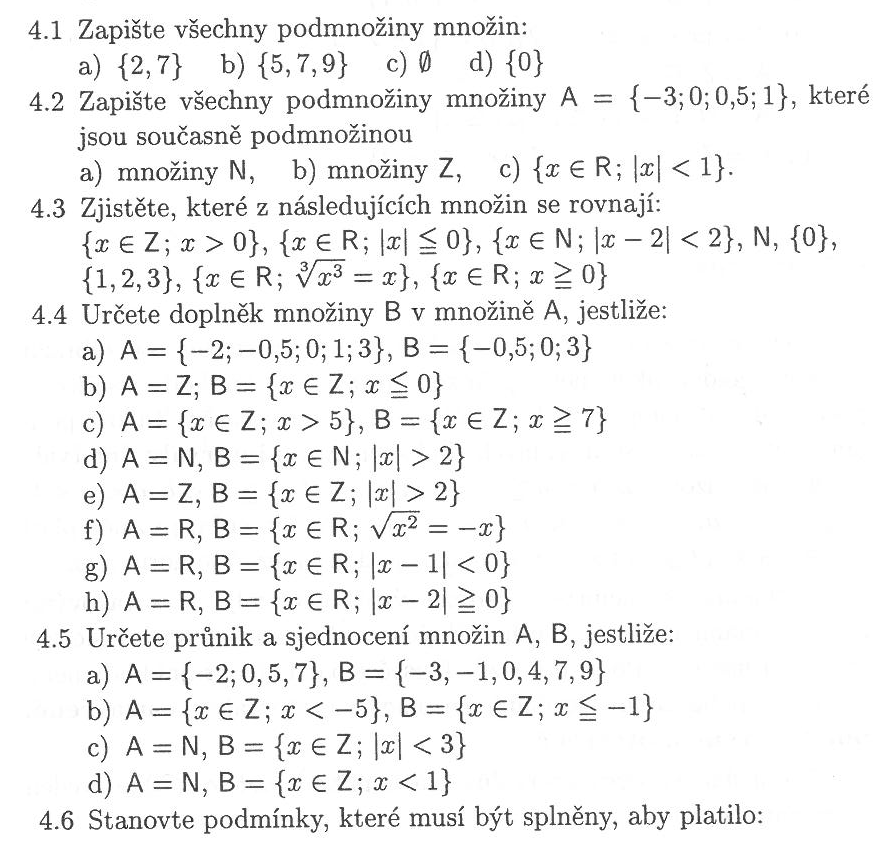 4.1 Zapište všechny podmnožiny množin:
a) {2,7} b) {5,7,9} c) ∅ d) {0}
4.2 Zapište všechny podmnožiny množiny A = {−3; 0; 0,5; 1}, které
jsou současně podmnožinou
a) množiny N, b) množiny Z, c) {x ∈ R; |x| < 1}.
4.3 Zjistěte, které z následujících množin se rovnají:
{x ∈ Z; x > 0}, {x ∈ R; |x| ≦ 0}, {x ∈ N; |x − 2| < 2}, N, {0},
{1,2,3}, {x ∈ R; ∛x³ = x}, {x ∈ R; x ≧ 0}
4.4 Určete doplněk množiny B v množině A, jestliže:
a) A = {−2; −0,5; 0; 1; 3}, B = {−0,5; 0; 3}
b) A = Z; B = {x ∈ Z; x ≦ 0}
c) A = {x ∈ Z; x > 5}, B = {x ∈ Z; x ≧ 7}
d) A = N, B = {x ∈ N; |x| > 2}
e) A = Z, B = {x ∈ Z; |x| > 2}
f) A = R, B = {x ∈ R; √x² = −x}
g) A = R, B = {x ∈ R; |x − 1| < 0}
h) A = R, B = {x ∈ R; |x − 2| ≧ 0}
4.5 Určete průnik a sjednocení množin A, B, jestliže:
a) A = {−2; 0, 5, 7}, B = {−3, −1, 0, 4, 7, 9}
b) A = {x ∈ Z; x < −5}, B = {x ∈ Z; x ≦ −1}
c) A = N, B = {x ∈ Z; |x| < 3}
d) A = N, B = {x ∈ Z; x < 1}
4.6 Stanovte podmínky, které musí být splněny, aby platilo: